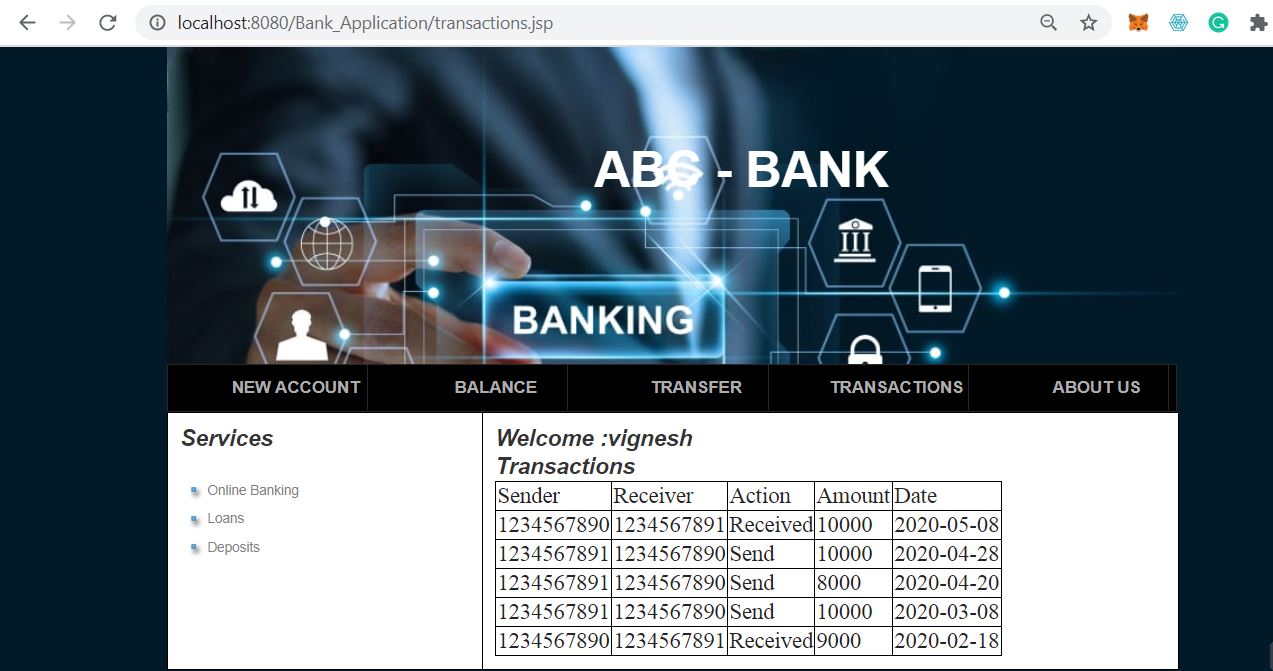 localhost:8080/Bank_Application/transactions.jsp
ABC - BANK
BANKING
NEW ACCOUNT BALANCE TRANSFER TRANSACTIONS ABOUT US
Services
Online Banking
Loans
Deposits
Welcome :vignesh
Transactions
Sender Receiver Action Amount Date
1234567890 1234567891 Received 10000 2020-05-08
1234567891 1234567890 Send 10000 2020-04-28
1234567891 1234567890 Send 8000 2020-04-20
1234567891 1234567890 Send 10000 2020-03-08
1234567890 1234567891 Received 9000 2020-02-18